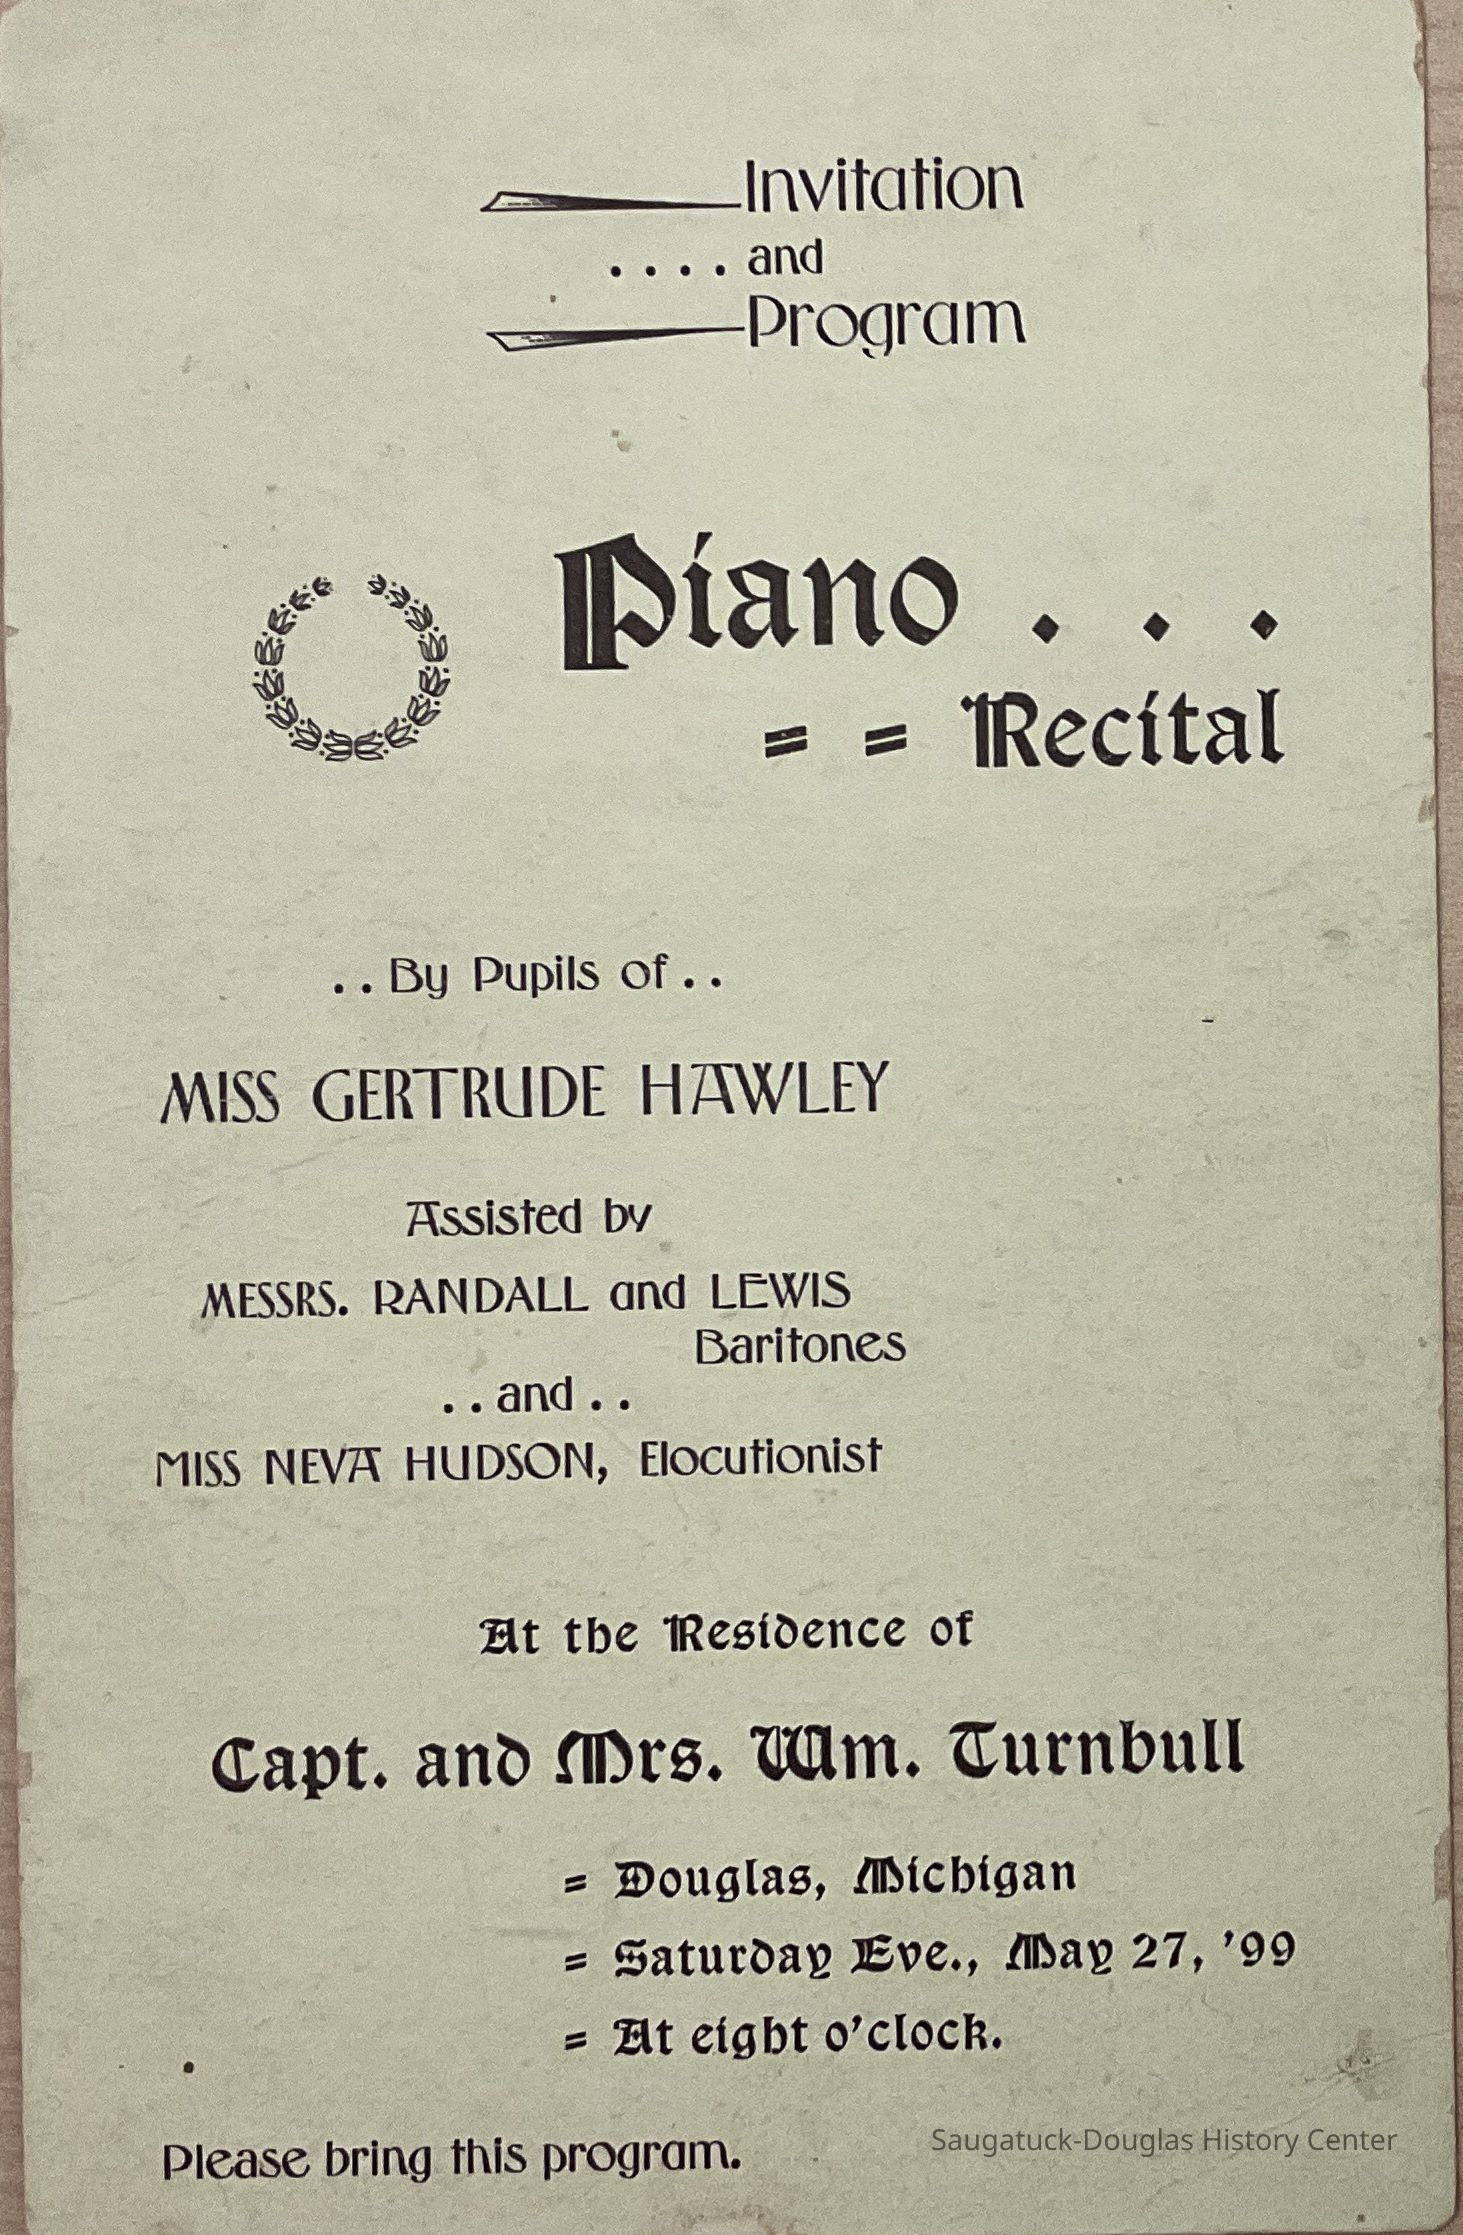 Invitation
. . . . and
Program
Piano . . .
= = Recital
. . By Pupils of . .
MISS GERTRUDE HAWLEY
Assisted by
MESSRS. RANDALL and LEWIS
Baritones
. . and . .
MISS NEVA HUDSON, Elocutionist
At the Residence of
Capt. and Mrs. Wm. Turnbull
= Douglas, Michigan
= Saturday Eve., May 27, '99
= At eight o'clock.
Please bring this program.
Saugatuck-Douglas History Center